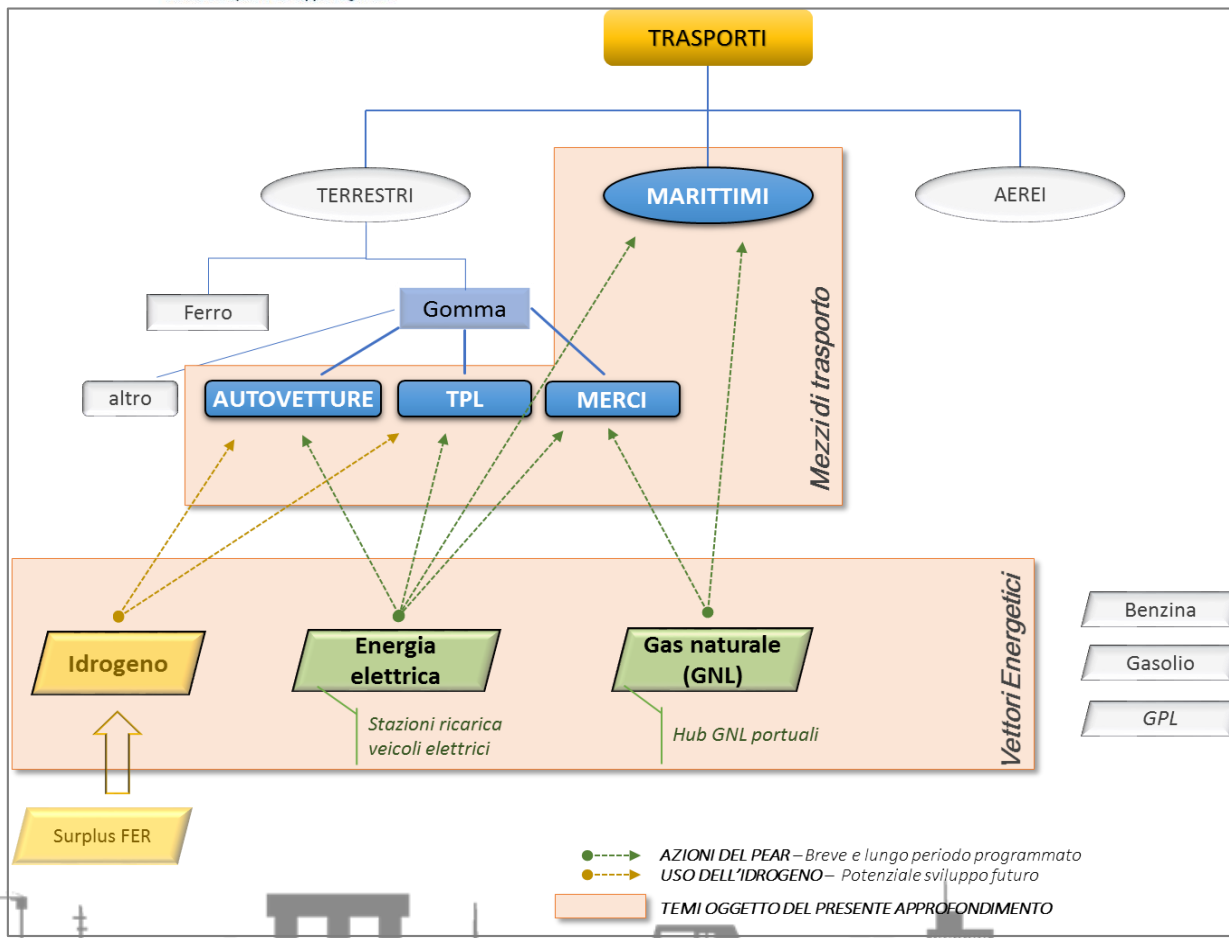 TRASPORTI
TERRESTRI
MARITTIMI
AEREI
Ferro
Gomma
altro
AUTOVETTURE
TPL
MERCI
Mezzi di trasporto
Idrogeno
Energia
elettrica
Gas naturale
(GNL)
Stazioni ricarica
veicoli elettrici
Hub GNL portuali
Vettori Energetici
Benzina
Gasolio
GPL
Surplus FER
AZIONI DEL PEAR – Breve e lungo periodo programmato
USO DELL'IDROGENO – Potenziale sviluppo futuro
TEMI OGGETTO DEL PRESENTE APPROFONDIMENTO